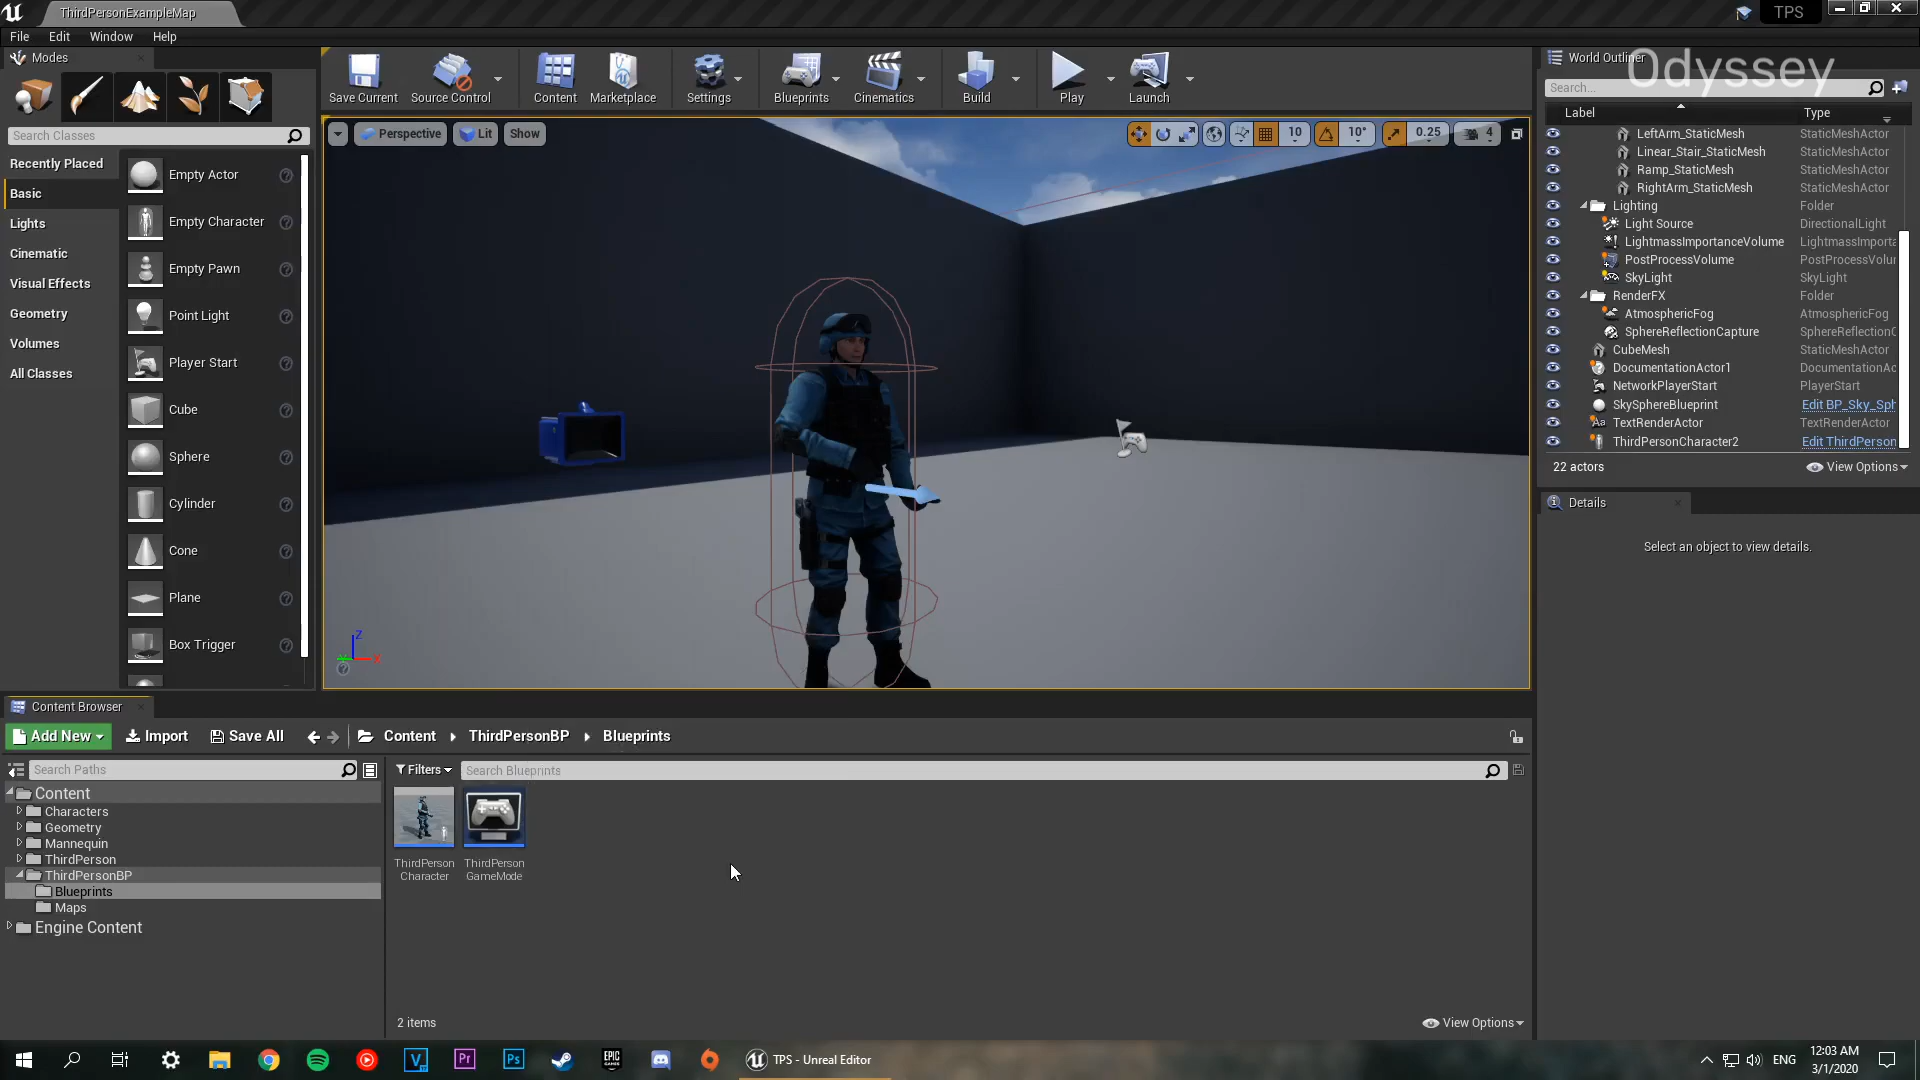 ThirdPersonExampleMap
TPS
File Edit Window Help
Modes
Search Classes
Recently Placed
Basic
Lights
Cinematic
Visual Effects
Geometry
Volumes
All Classes
Empty Actor
Empty Character
Empty Pawn
Point Light
Player Start
Cube
Sphere
Cylinder
Cone
Plane
Box Trigger
Save Current
Source Control
Content
Marketplace
Settings
Blueprints
Cinematics
Build
Play
Launch
Perspective
Lit
Show
10
10°
0.25
4
Z
X
World Outliner
Odyssey
Search...
Label Type
LeftArm_StaticMesh StaticMeshActor
Linear_Stair_StaticMesh StaticMeshActor
Ramp_StaticMesh StaticMeshActor
RightArm_StaticMesh StaticMeshActor
Lighting Folder
Light Source DirectionalLight
LightmassImportanceVolume LightmassImporta
PostProcessVolume PostProcessVolur
SkyLight SkyLight
RenderFX Folder
AtmosphericFog AtmosphericFog
SphereReflectionCapture SphereReflectionC
CubeMesh StaticMeshActor
DocumentationActor1 DocumentationAc
NetworkPlayerStart PlayerStart
SkySphereBlueprint Edit BP_Sky_Sph
TextRenderActor TextRenderActor
ThirdPersonCharacter2 Edit ThirdPerson
22 actors
View Options
Details
Select an object to view details.
Content Browser
Add New
Import
Save All
Content
ThirdPersonBP
Blueprints
Search Paths
Filters
Search Blueprints
Content
Characters
Geometry
Mannequin
ThirdPerson
ThirdPersonBP
Blueprints
Maps
Engine Content
ThirdPerson
Character
ThirdPerson
GameMode
2 items
View Options
V
Pr
Ps
EPIC
GAMES
TPS - Unreal Editor
ENG
12:03 AM
3/1/2020